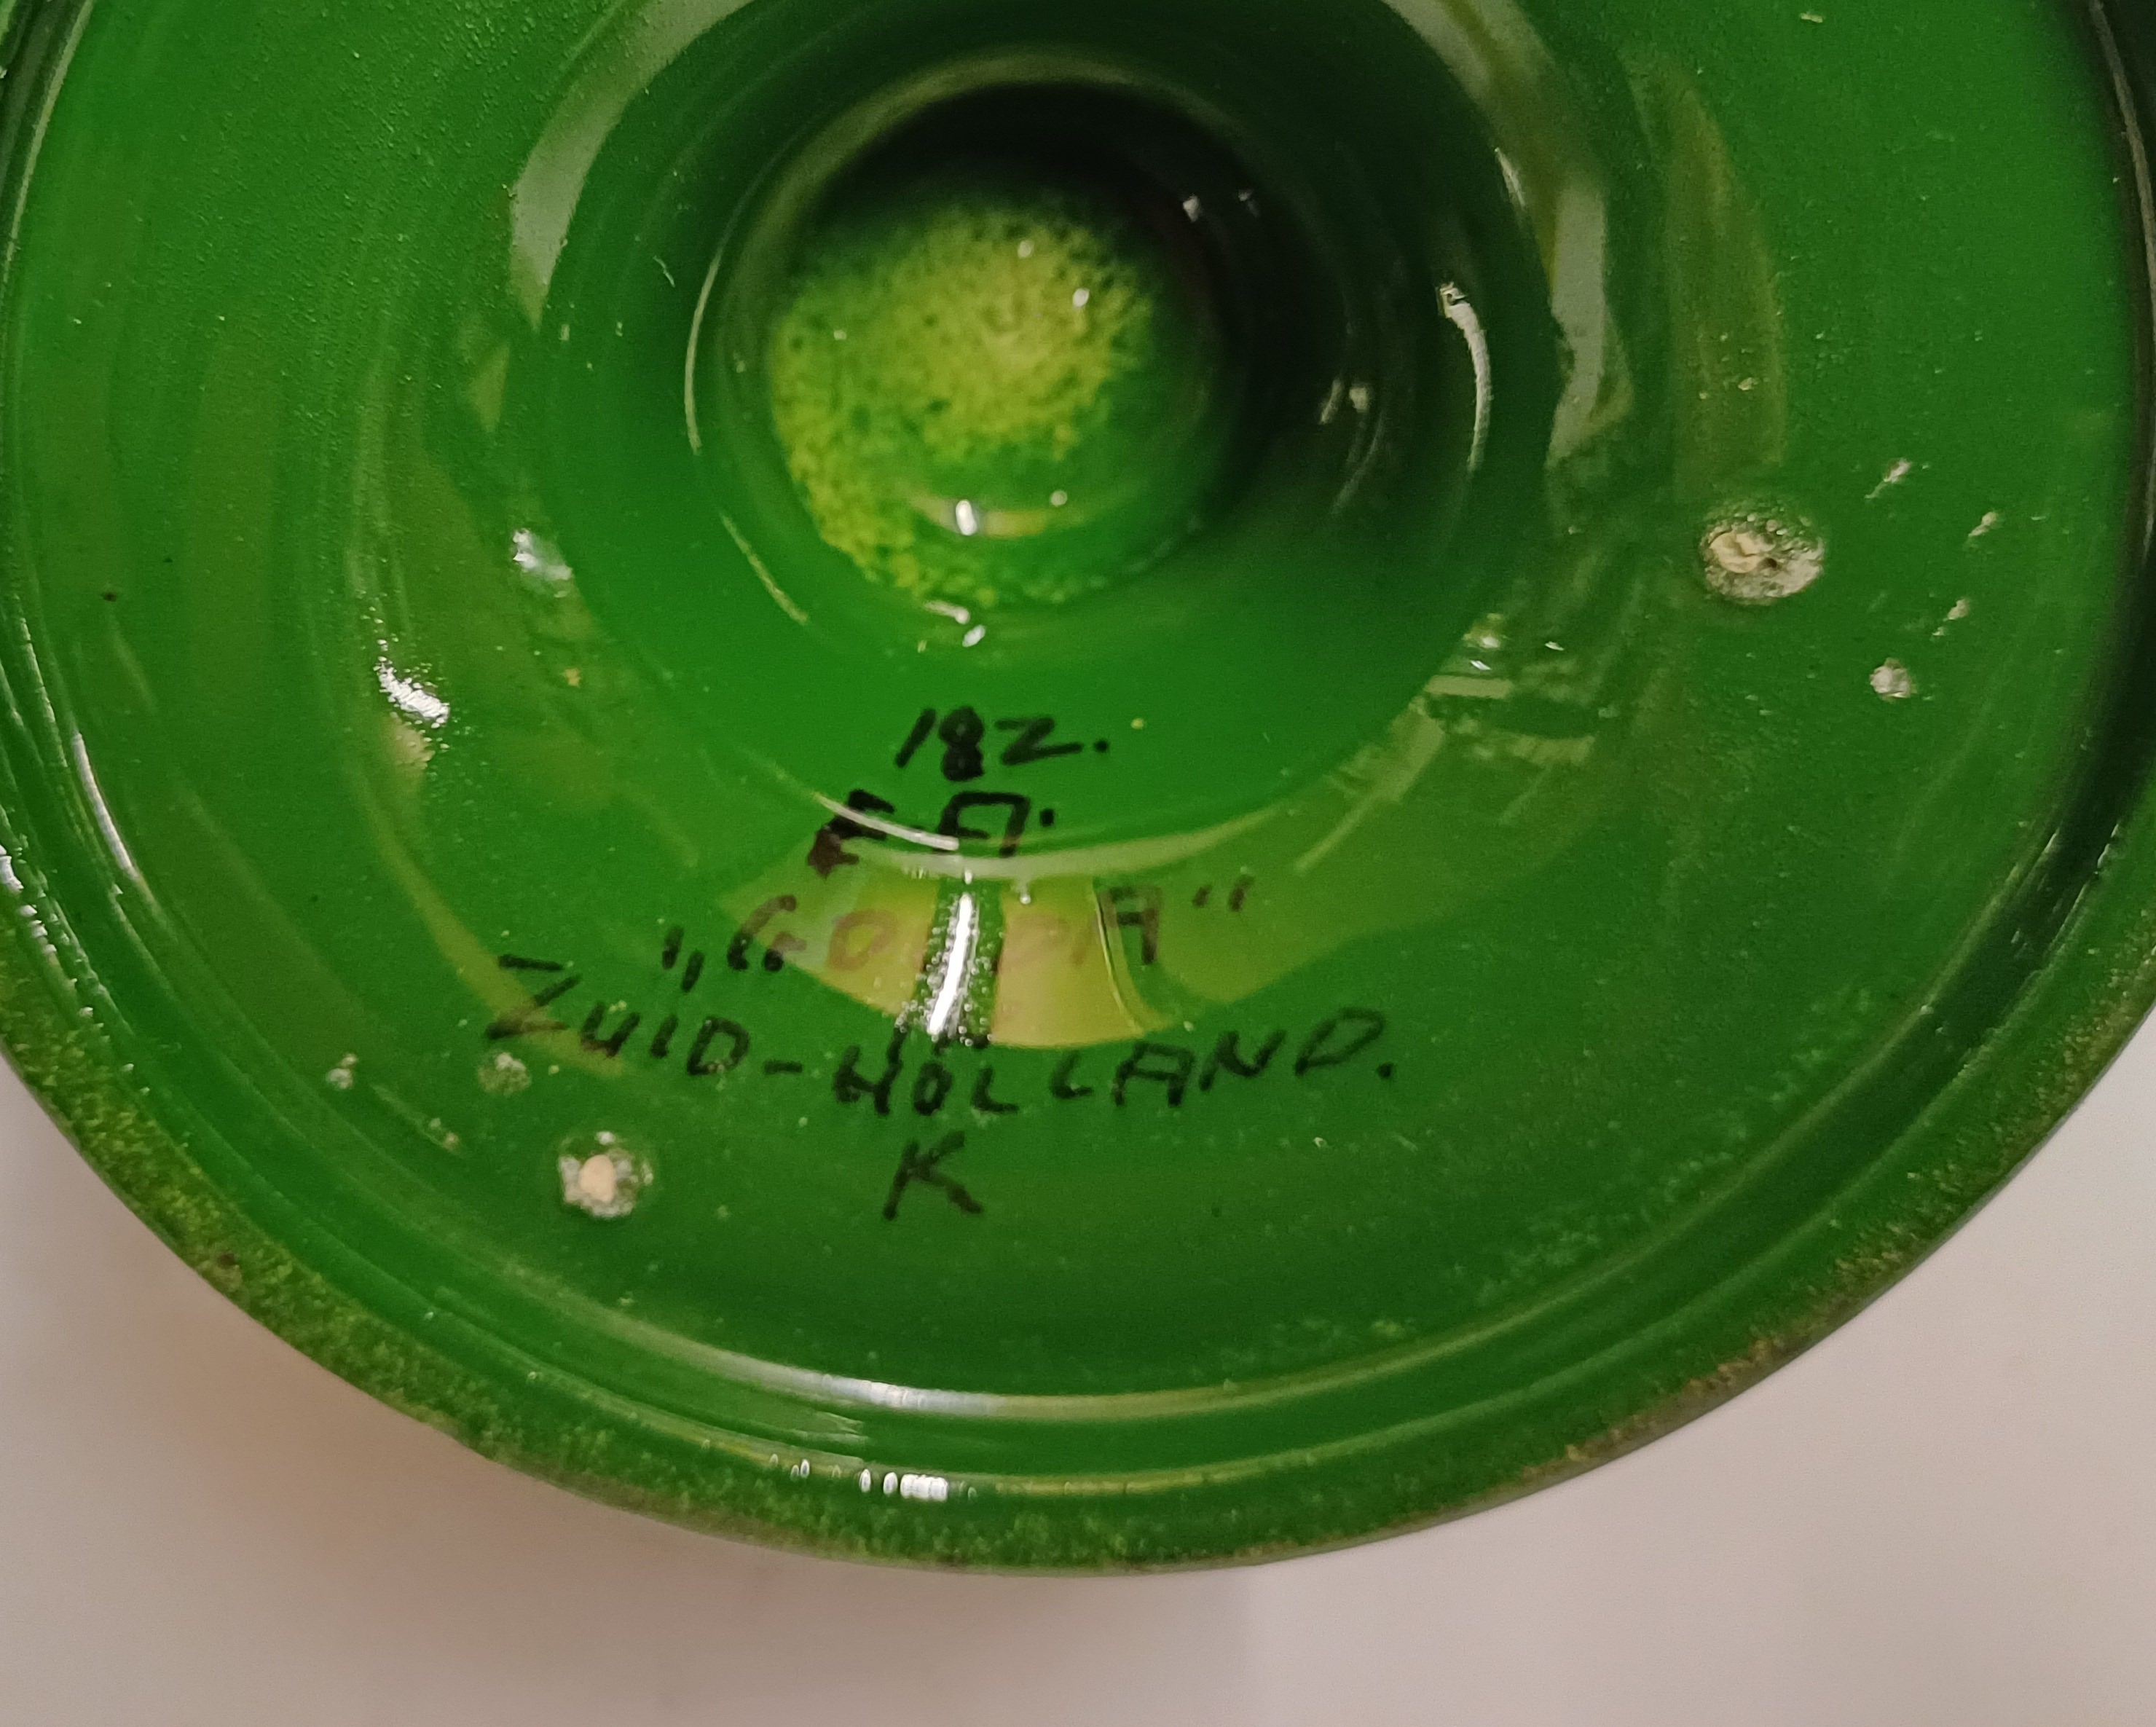 182.
F.A.
„GOUDA“
ZUID-HOLLAND.
K